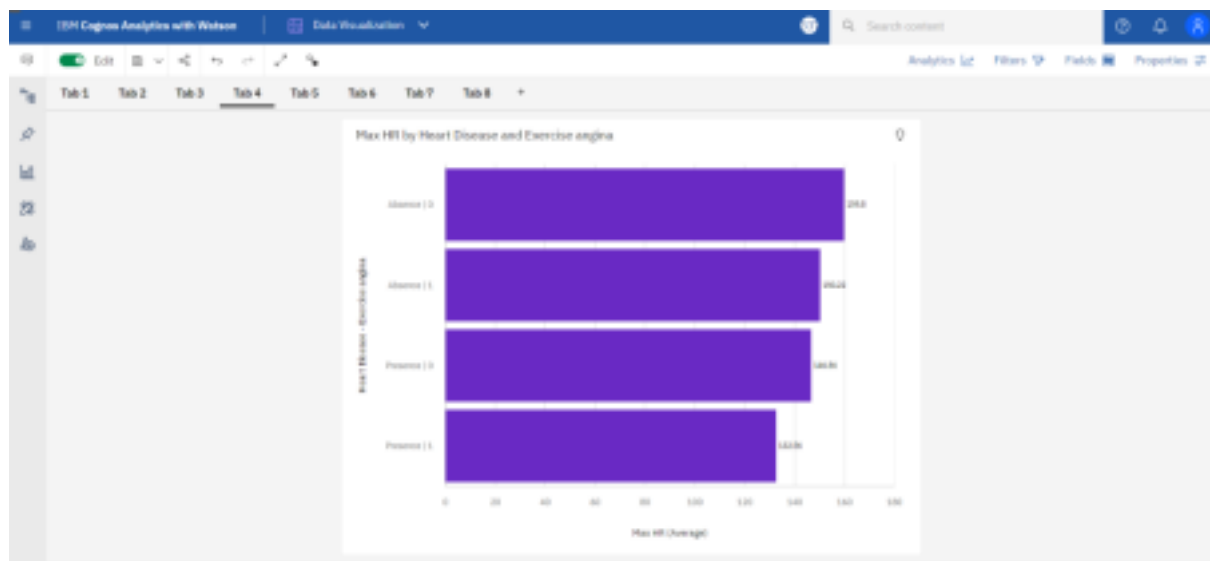 IBM Cognos Analytics with Watson
Data Visualization
Search content
Edit
Analytics
Filters
Fields
Properties
Tab 1 Tab 2 Tab 3 Tab 4 Tab 5 Tab 6 Tab 7 Tab 8 +
Max HR by Heart Disease and Exercise angina
Heart Disease - Exercise angina
Absence | 0
Absence | 1
Presence | 0
Presence | 1
0 20 40 60 80 100 120 140 160 180
Max HR (Average)